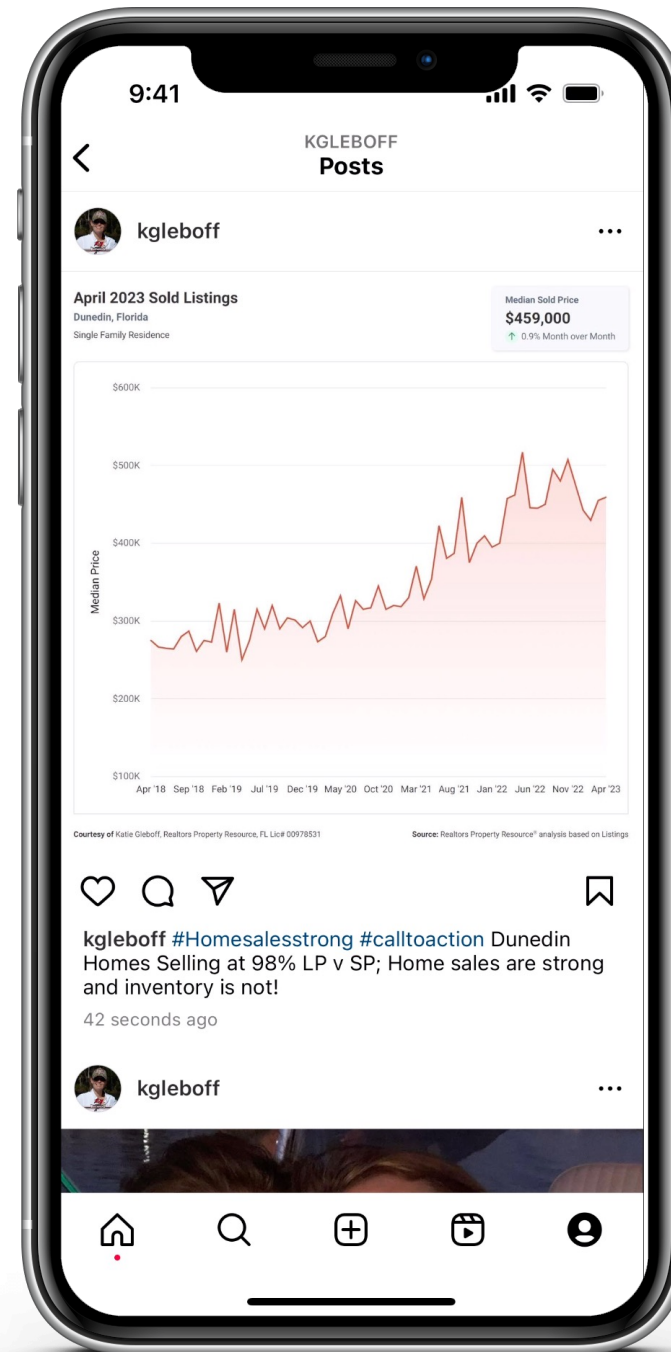 9:41
KGLEBOFF
Posts
kgleboff
April 2023 Sold Listings
Dunedin, Florida
Single Family Residence
Median Sold Price
$459,000
0.9% Month over Month
$600K
$500K
$400K
$300K
$200K
$100K
Median Price
Apr '18 Sep '18 Feb '19 Jul '19 Dec '19 May '20 Oct '20 Mar '21 Aug '21 Jan '22 Jun '22 Nov '22 Apr '23
Courtesy of Katie Gleboff, Realtors Property Resource, FL Lic# 00978531
Source: Realtors Property Resource® analysis based on Listings
kgleboff #Homesalesstrong #calltoaction Dunedin
Homes Selling at 98% LP v SP; Home sales are strong
and inventory is not!
42 seconds ago
kgleboff